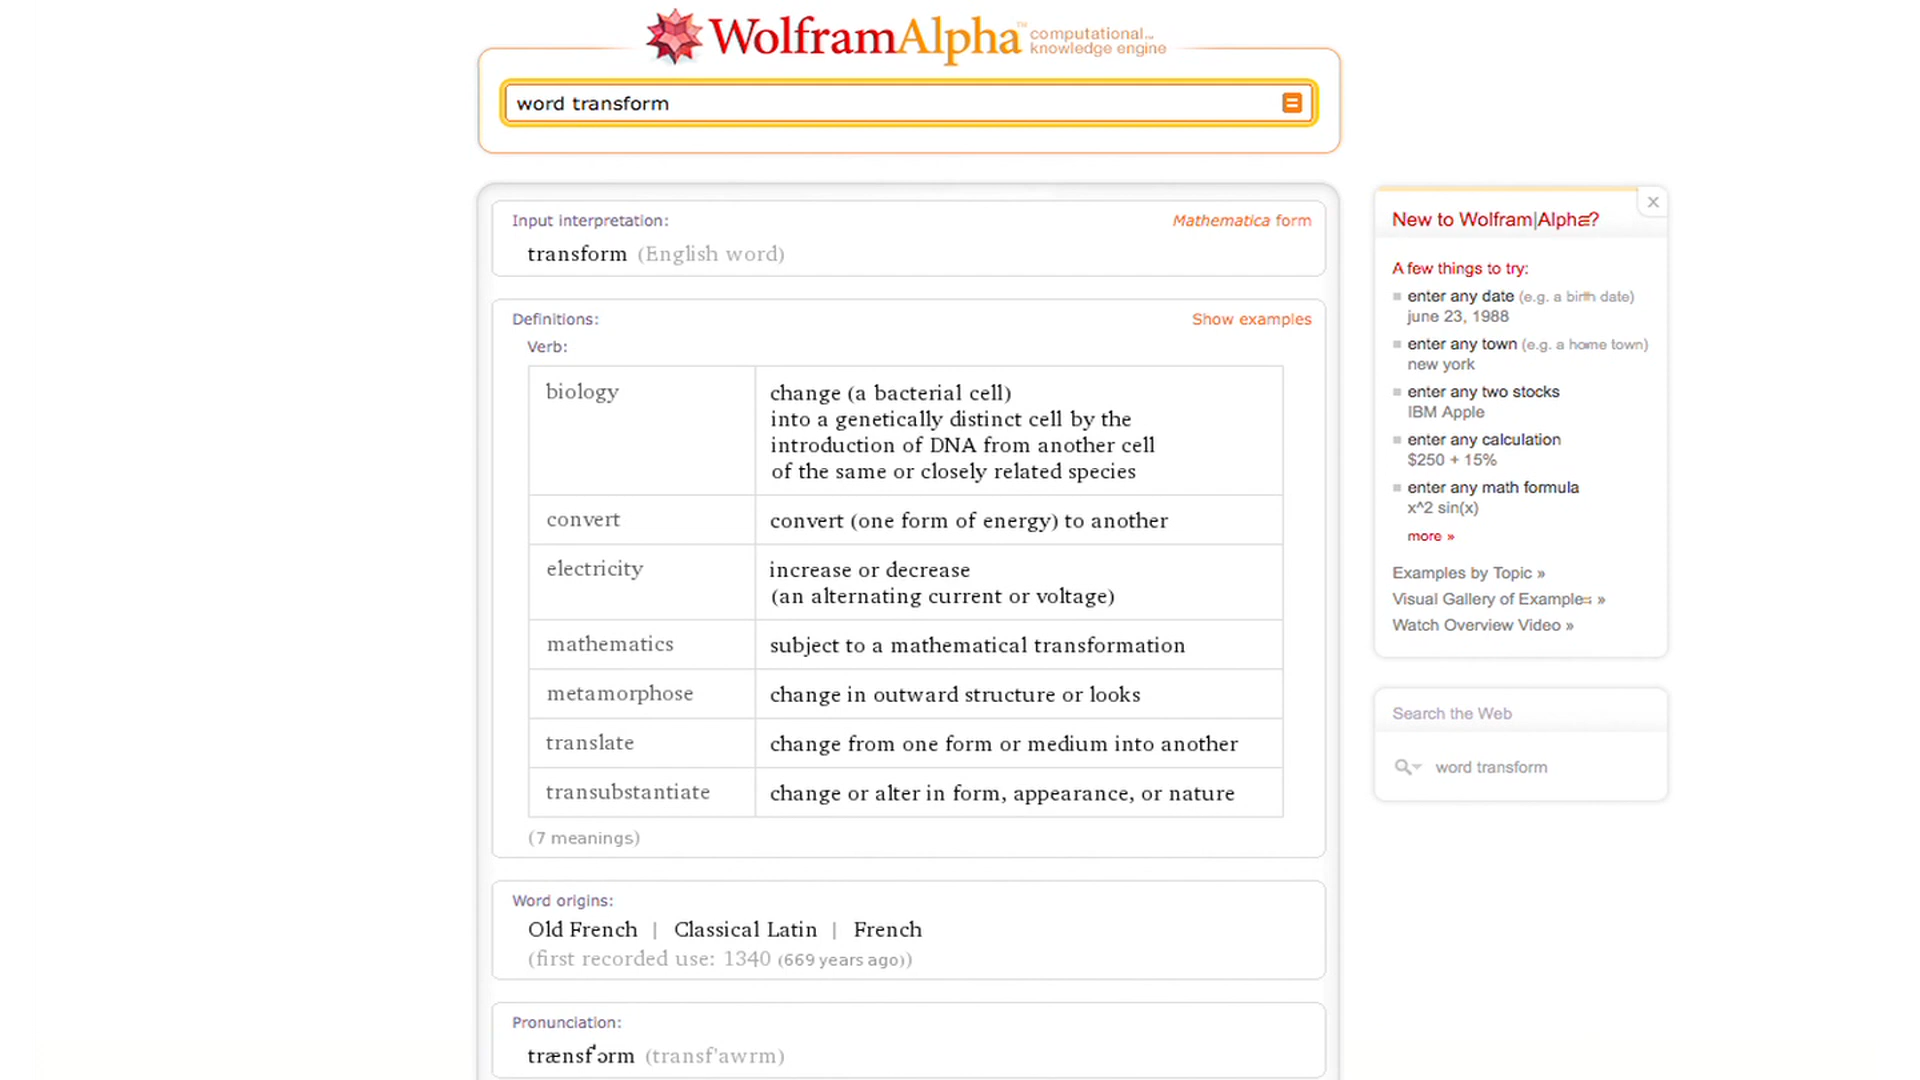 WolframAlpha™ computational... knowledge engine
word transform
Input interpretation:
Mathematica form
transform (English word)
Definitions:
Show examples
Verb:
biology
change (a bacterial cell)
into a genetically distinct cell by the
introduction of DNA from another cell
of the same or closely related species
convert
convert (one form of energy) to another
electricity
increase or decrease
(an alternating current or voltage)
mathematics
subject to a mathematical transformation
metamorphose
change in outward structure or looks
translate
change from one form or medium into another
transubstantiate
change or alter in form, appearance, or nature
(7 meanings)
Word origins:
Old French | Classical Latin | French
(first recorded use: 1340 (669 years ago))
Pronunciation:
trænsf'ɔrm (transf'awrm)
New to Wolfram|Alpha?
A few things to try:
enter any date (e.g. a birth date)
june 23, 1988
enter any town (e.g. a home town)
new york
enter any two stocks
IBM Apple
enter any calculation
$250 + 15%
enter any math formula
x^2 sin(x)
more »
Examples by Topic »
Visual Gallery of Examples »
Watch Overview Video »
Search the Web
word transform